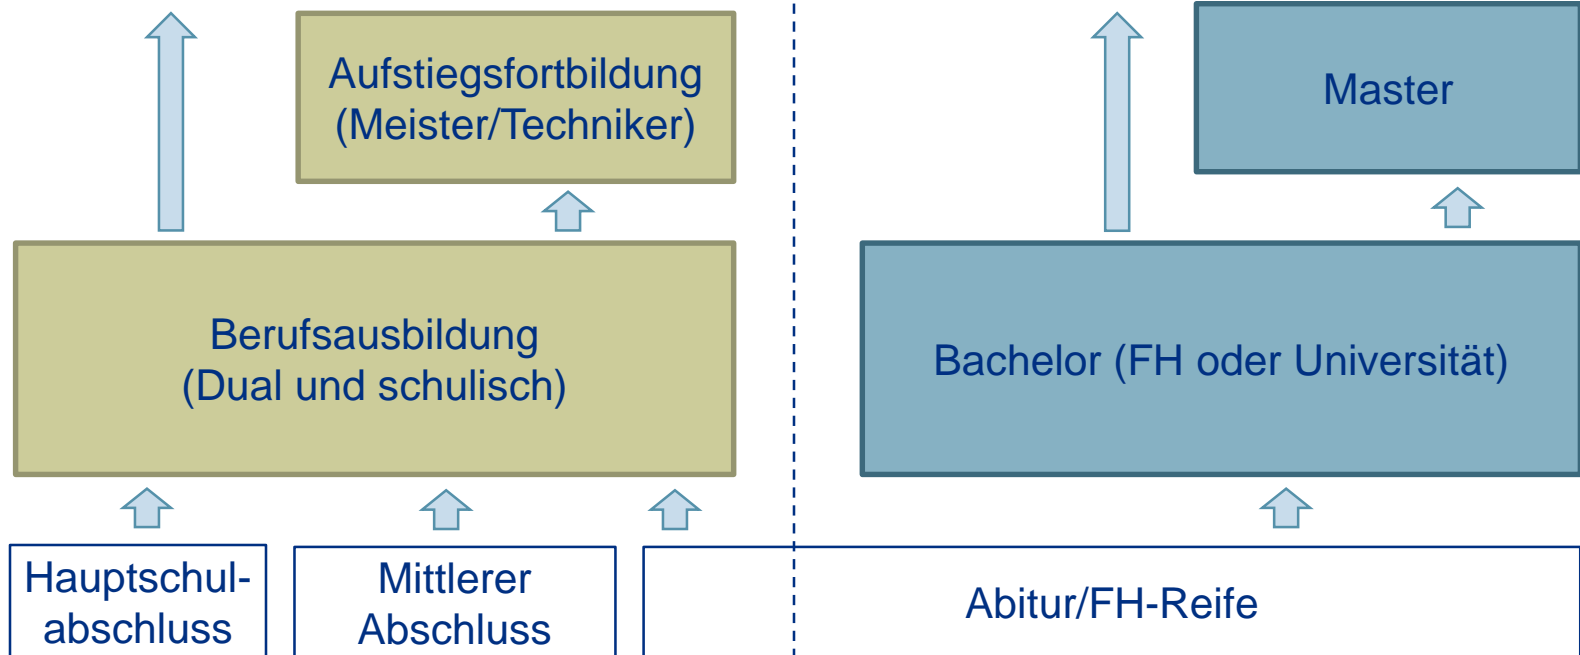 Aufstiegsfortbildung
(Meister/Techniker)
Master
Berufsausbildung
(Dual und schulisch)
Bachelor (FH oder Universität)
Hauptschul-
abschluss
Mittlerer
Abschluss
Abitur/FH-Reife